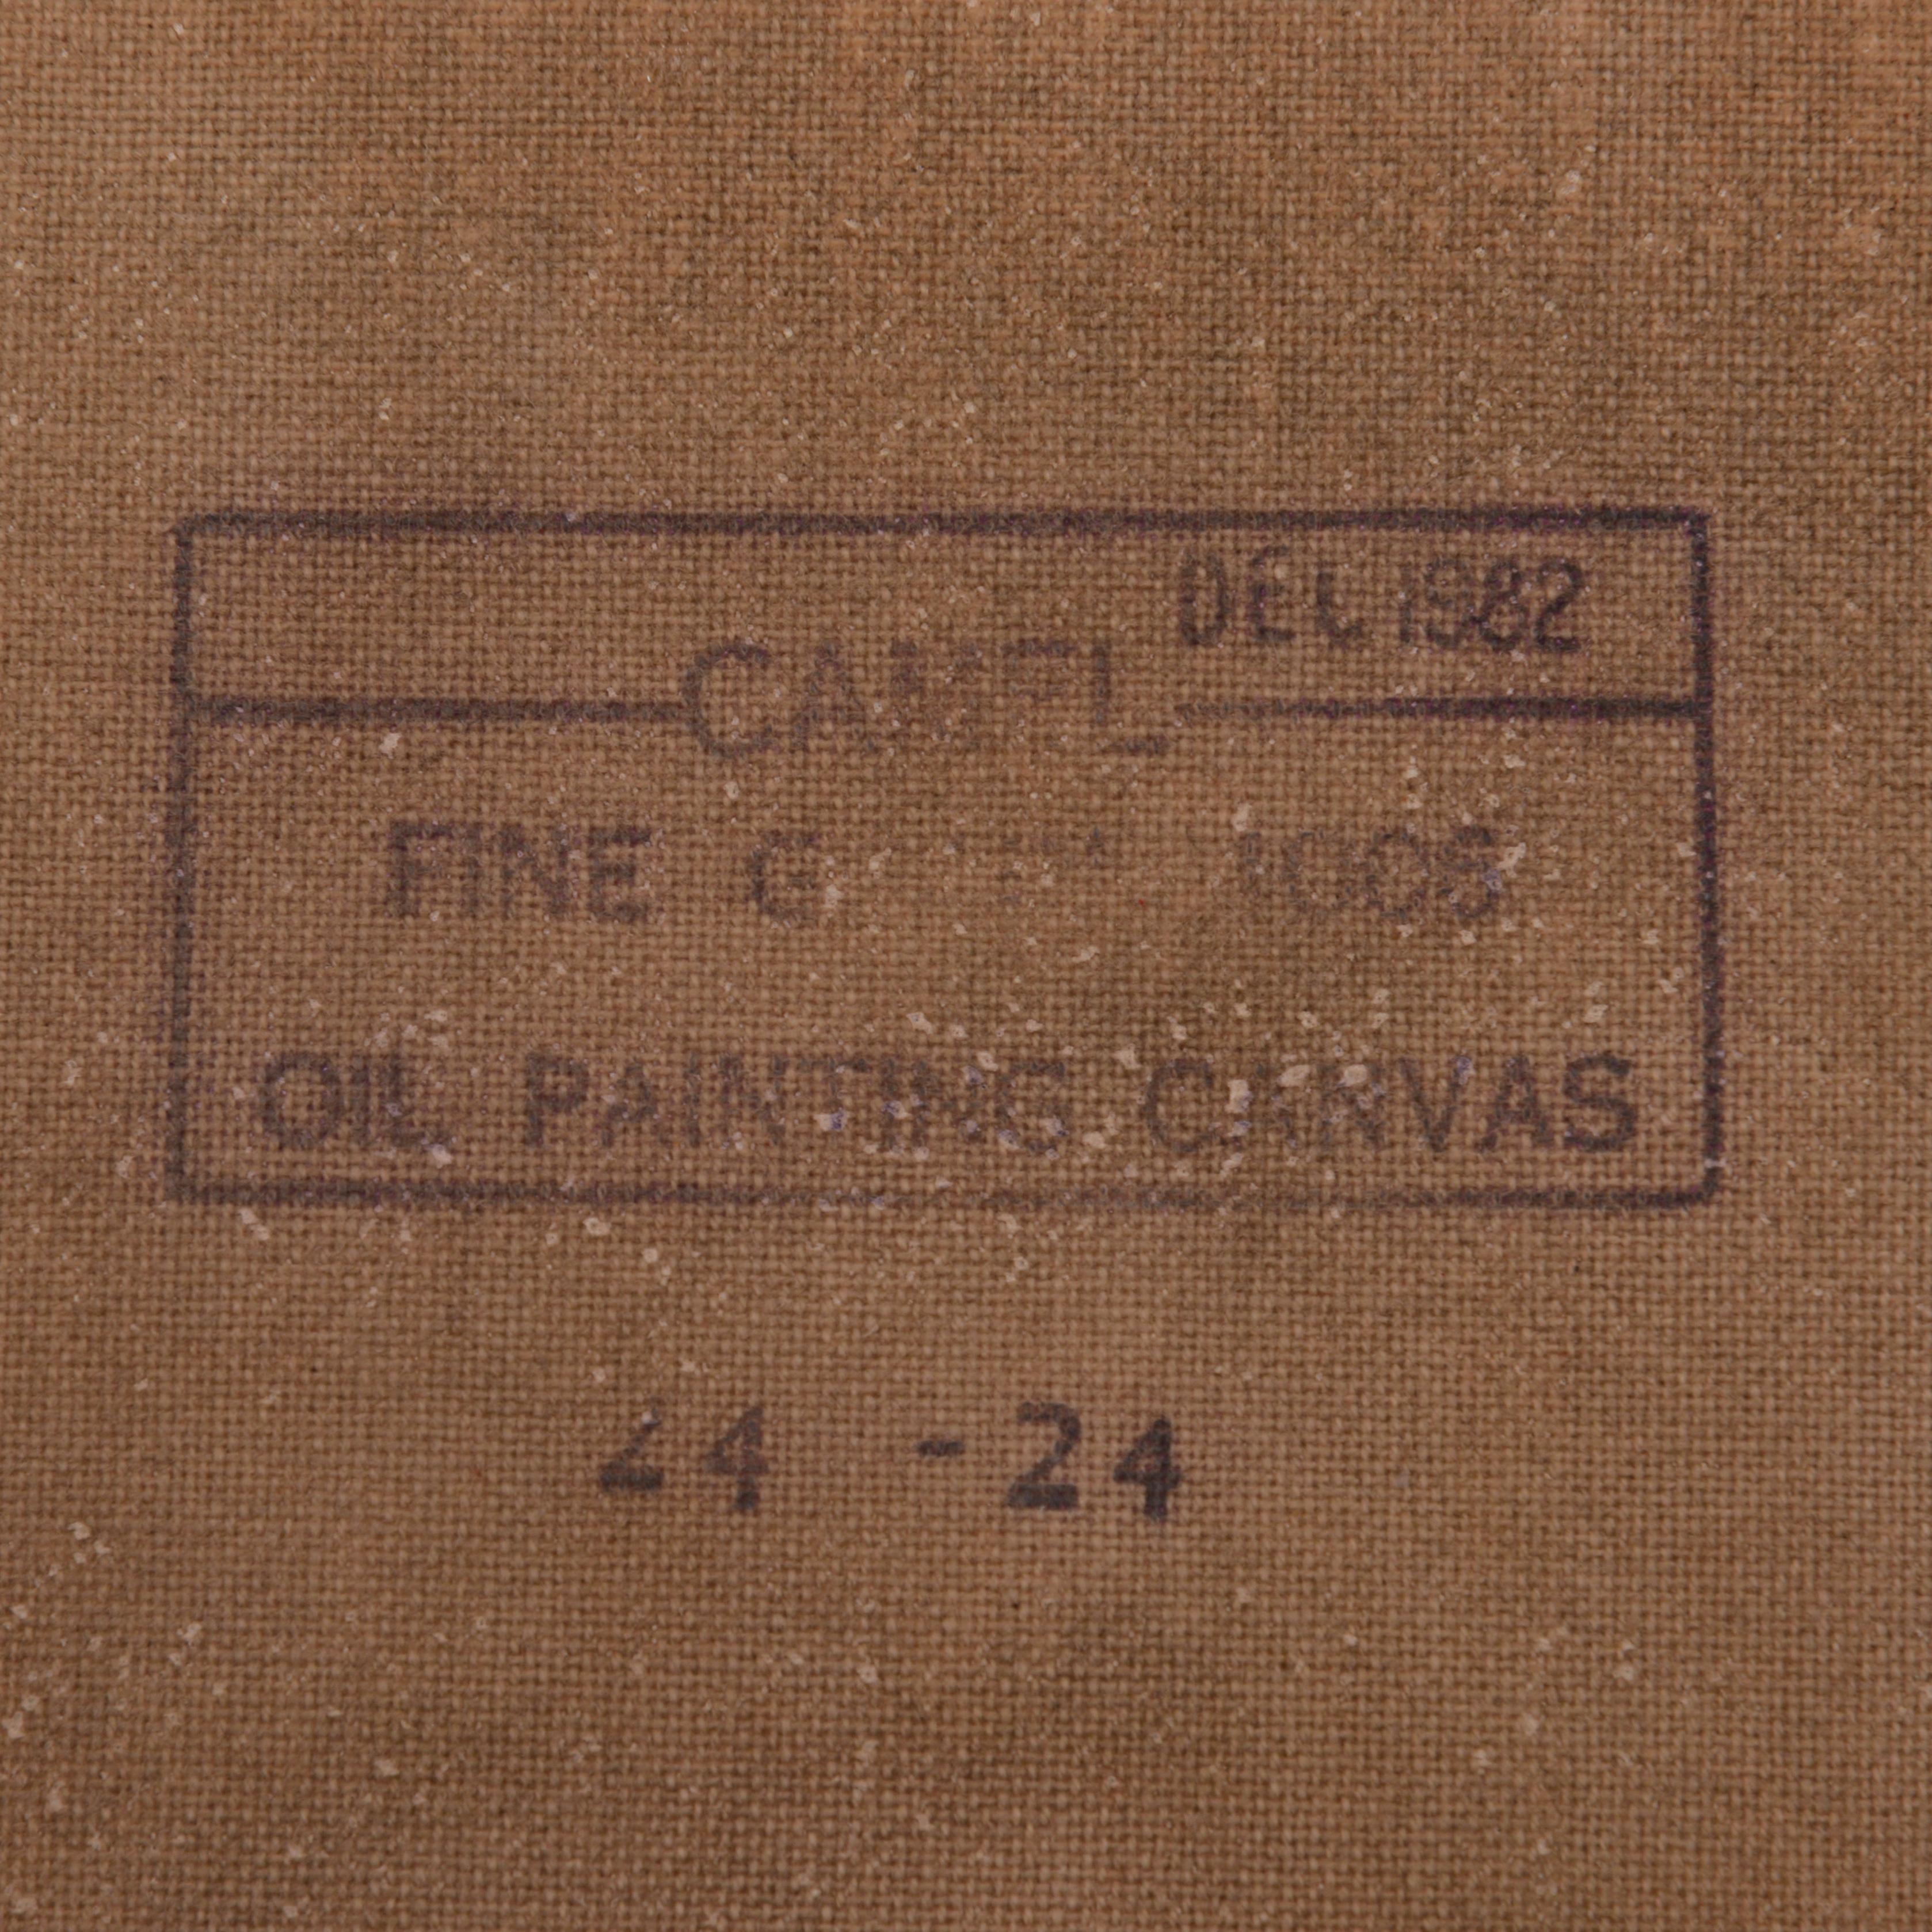 DEC 1982
CAMEL
FINE
OIL PAINTING CANVAS
24 - 24